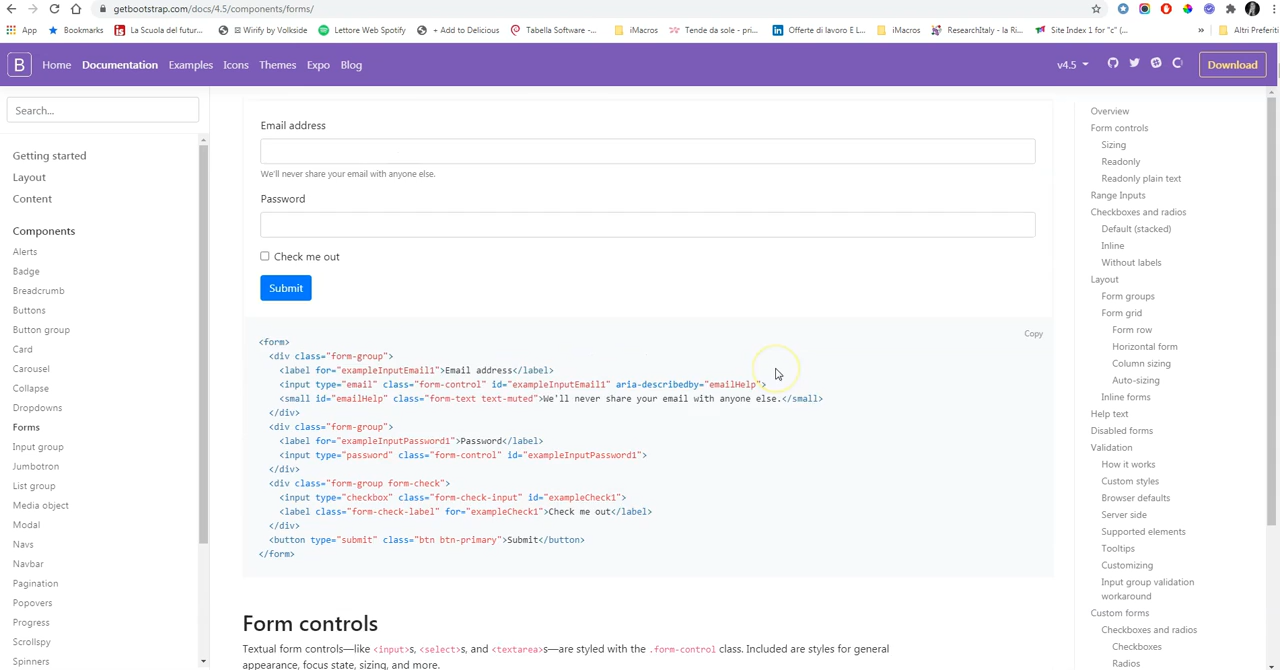 getbootstrap.com/docs/4.5/components/forms/
App Bookmarks La Scuola del futur... Wirify by Volkside Lettore Web Spotify + Add to Delicious Tabella Software -... iMacros Tende da sole - pri... Offerte di lavoro E L... iMacros ResearchItaly - la Ri... Site Index 1 for "c" (... » Altri Preferiti
B Home Documentation Examples Icons Themes Expo Blog v4.5 Download
Search...
Getting started
Layout
Content
Components
Alerts
Badge
Breadcrumb
Buttons
Button group
Card
Carousel
Collapse
Dropdowns
Forms
Input group
Jumbotron
List group
Media object
Modal
Navs
Navbar
Pagination
Popovers
Progress
Scrollspy
Spinners
Email address
We'll never share your email with anyone else.
Password
Check me out
Submit
Copy
<form>
<div class="form-group">
<label for="exampleInputEmail1">Email address</label>
<input type="email" class="form-control" id="exampleInputEmail1" aria-describedby="emailHelp">
<small id="emailHelp" class="form-text text-muted">We'll never share your email with anyone else.</small>
</div>
<div class="form-group">
<label for="exampleInputPassword1">Password</label>
<input type="password" class="form-control" id="exampleInputPassword1">
</div>
<div class="form-group form-check">
<input type="checkbox" class="form-check-input" id="exampleCheck1">
<label class="form-check-label" for="exampleCheck1">Check me out</label>
</div>
<button type="submit" class="btn btn-primary">Submit</button>
</form>
Form controls
Textual form controls—like <input>s, <select>s, and <textarea>s—are styled with the .form-control class. Included are styles for general
appearance, focus state, sizing, and more.
Overview
Form controls
Sizing
Readonly
Readonly plain text
Range Inputs
Checkboxes and radios
Default (stacked)
Inline
Without labels
Layout
Form groups
Form grid
Form row
Horizontal form
Column sizing
Auto-sizing
Inline forms
Help text
Disabled forms
Validation
How it works
Custom styles
Browser defaults
Server side
Supported elements
Tooltips
Customizing
Input group validation
workaround
Custom forms
Checkboxes and radios
Checkboxes
Radios